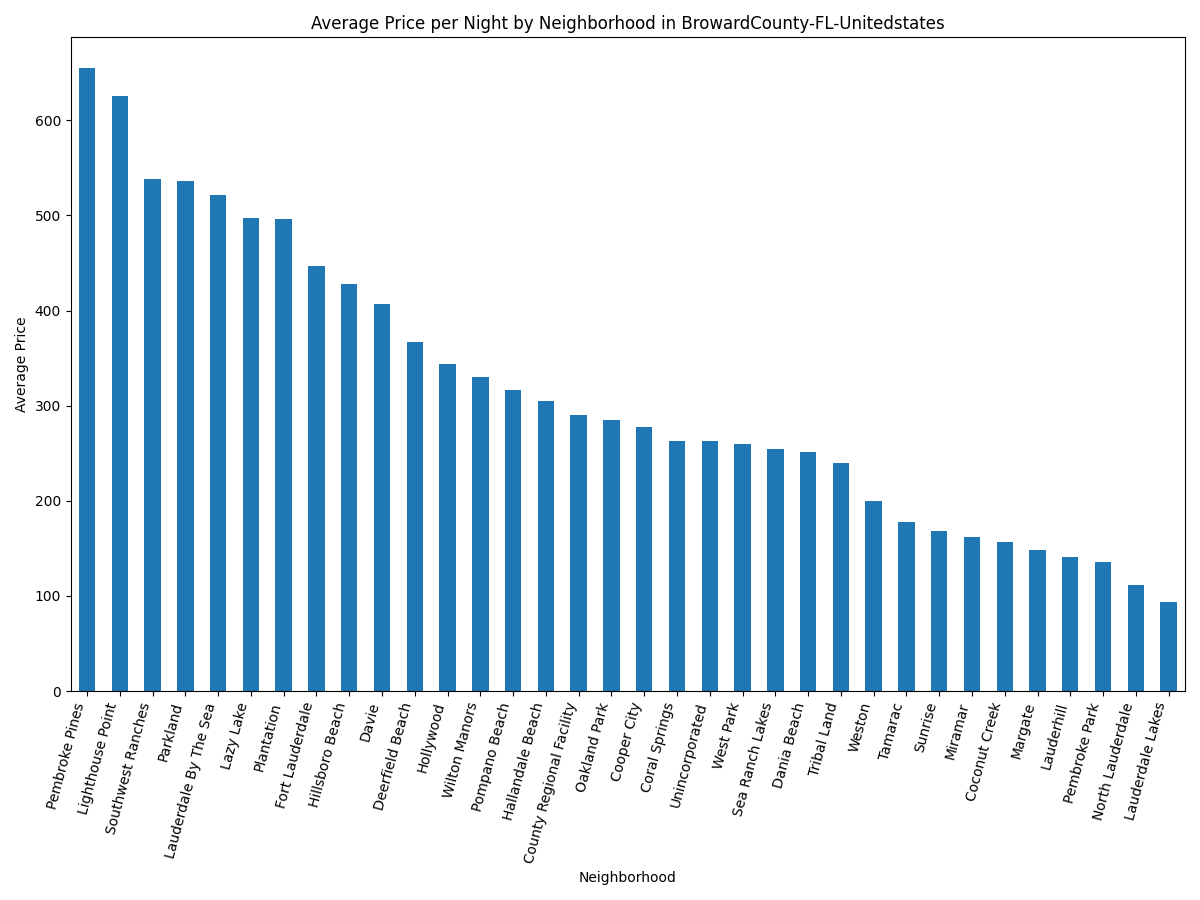 Average Price per Night by Neighborhood in BrowardCounty-FL-Unitedstates
Average Price
600
500
400
300
200
100
0
Pembroke Pines
Lighthouse Point
Southwest Ranches
Parkland
Lauderdale By The Sea
Lazy Lake
Plantation
Fort Lauderdale
Hillsboro Beach
Davie
Deerfield Beach
Hollywood
Wilton Manors
Pompano Beach
Hallandale Beach
County Regional Facility
Oakland Park
Cooper City
Coral Springs
Unincorporated
West Park
Sea Ranch Lakes
Dania Beach
Tribal Land
Weston
Tamarac
Sunrise
Miramar
Coconut Creek
Margate
Lauderhill
Pembroke Park
North Lauderdale
Lauderdale Lakes
Neighborhood